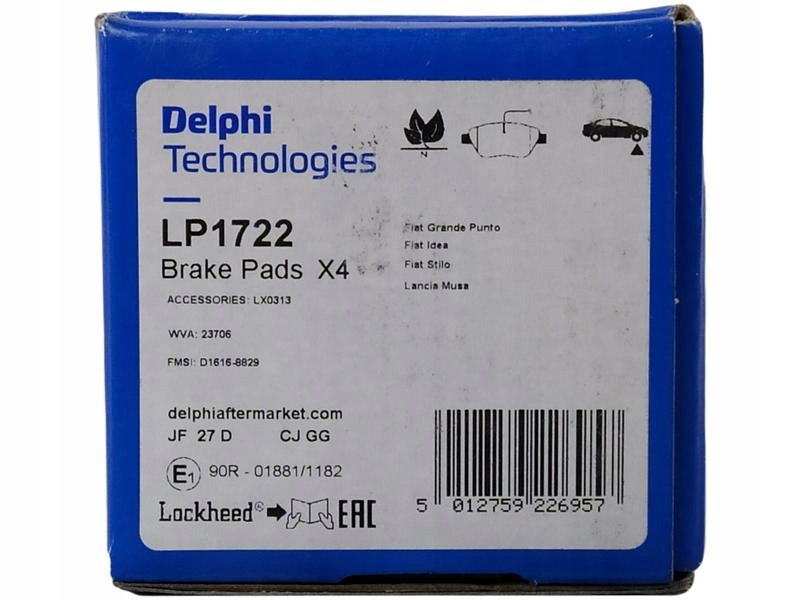 Delphi
Technologies
N
LP1722
Brake Pads X4
ACCESSORIES: LX0313
WVA: 23706
FMSI: D1616-8829
Fiat Grande Punto
Fiat Idea
Fiat Stilo
Lancia Musa
delphiaftermarket.com
JF 27 D CJ GG
E1 90R - 01881/1182
Lockheed® EAC
5 012759 226957